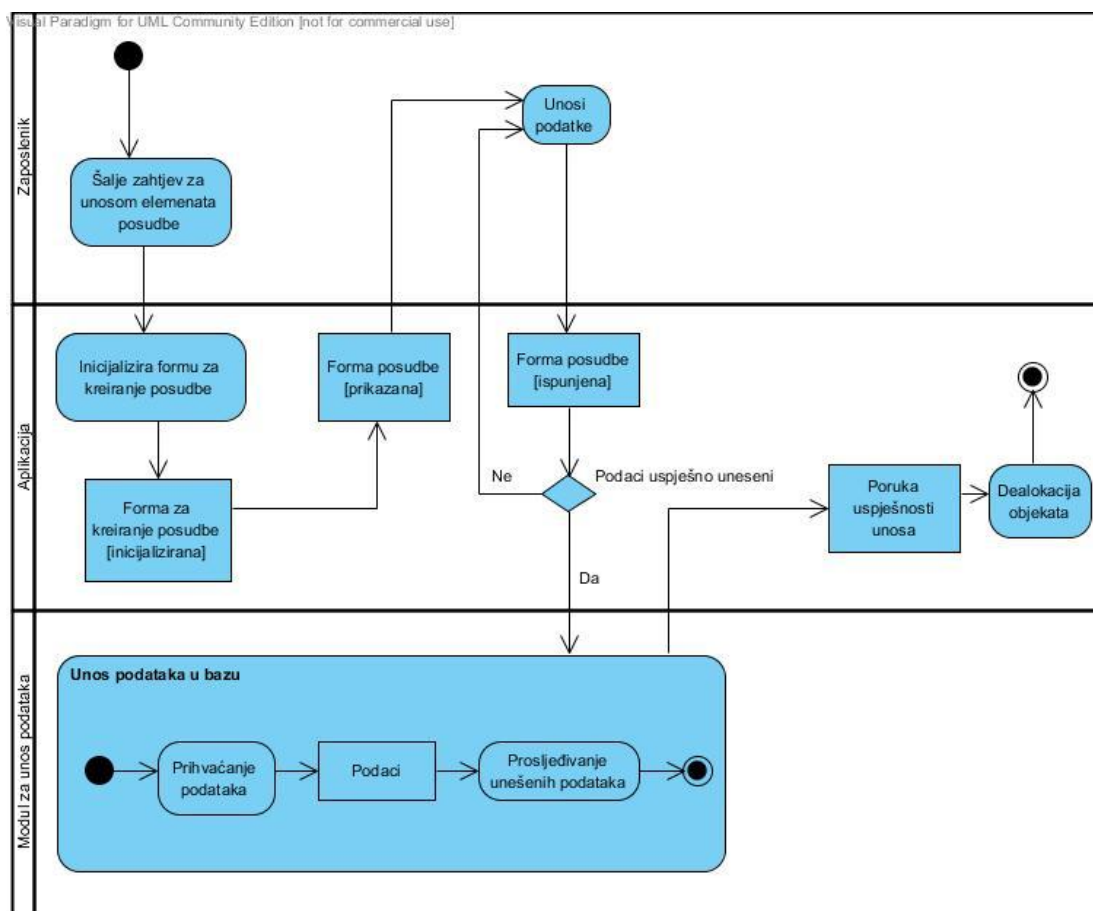 Visual Paradigm for UML Community Edition [not for commercial use]
Zaposlenik
Šalje zahtjev za
unosom elemenata
posudbe
Unosi
podatke
Aplikacija
Inicijalizira formu za
kreiranje posudbe
Forma posudbe
[prikazana]
Forma posudbe
[ispunjena]
Forma za
kreiranje posudbe
[inicijalizirana]
Ne
Podaci uspješno uneseni
Da
Poruka
uspješnosti
unosa
Dealokacija
objekata
Modul za unos podataka
Unos podataka u bazu
Prihvaćanje
podataka
Podaci
Prosljeđivanje
unešenih podataka